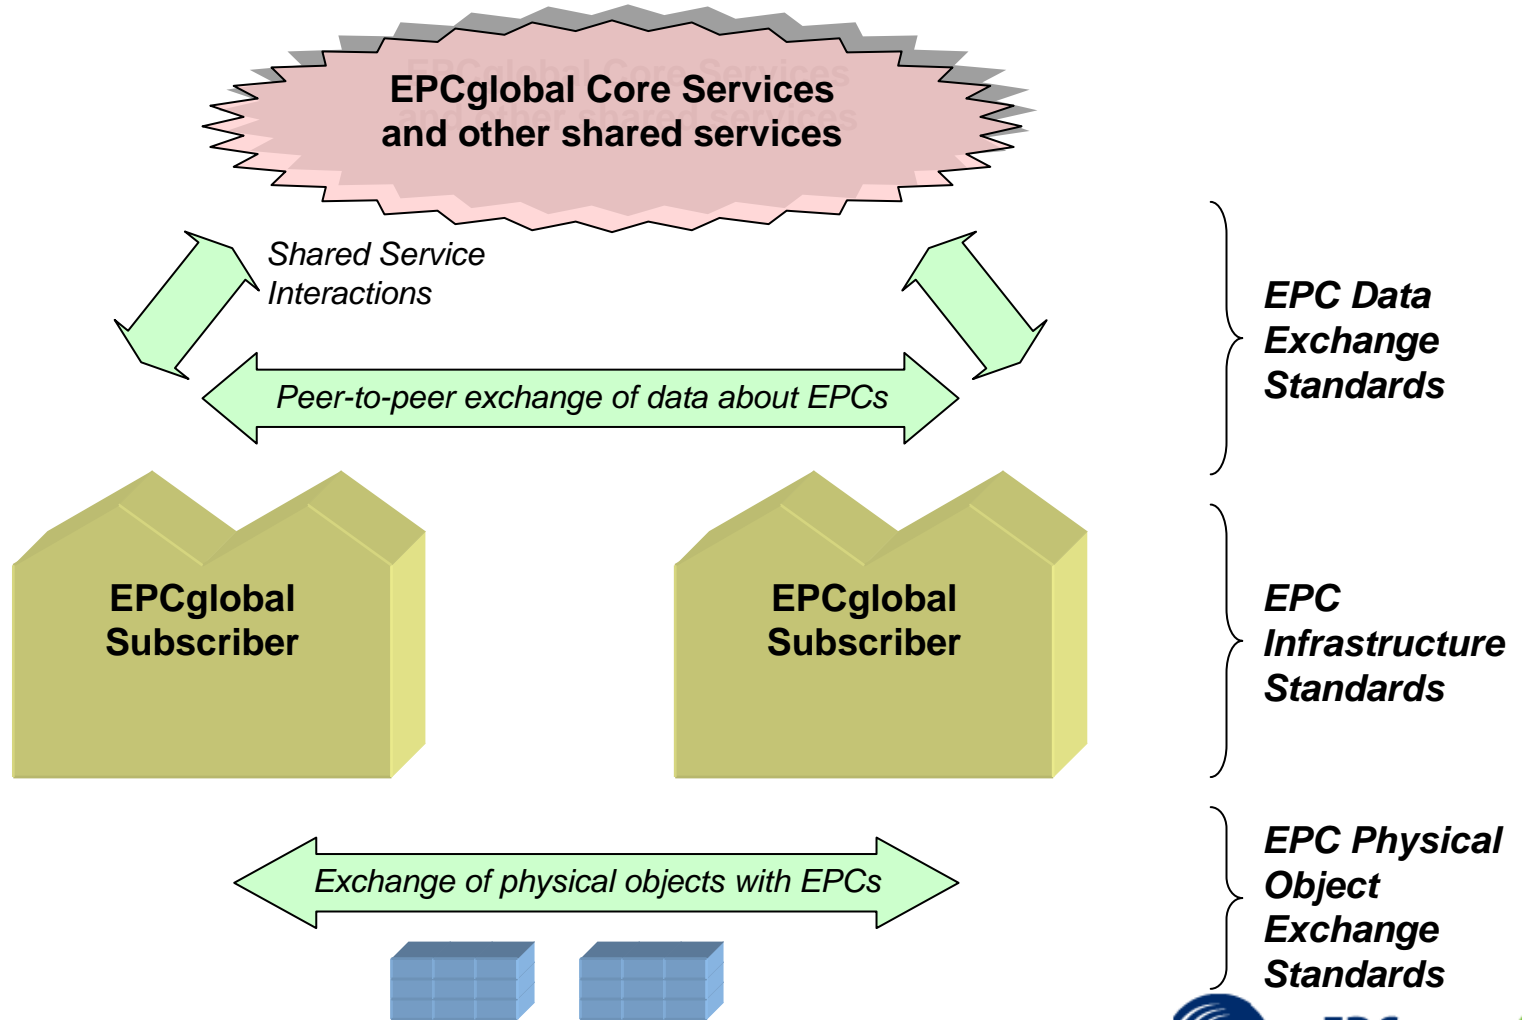 EPCglobal Core Services
and other shared services
Shared Service
Interactions
Peer-to-peer exchange of data about EPCs
EPC Data
Exchange
Standards
EPCglobal
Subscriber
EPCglobal
Subscriber
EPC
Infrastructure
Standards
Exchange of physical objects with EPCs
EPC Physical
Object
Exchange
Standards